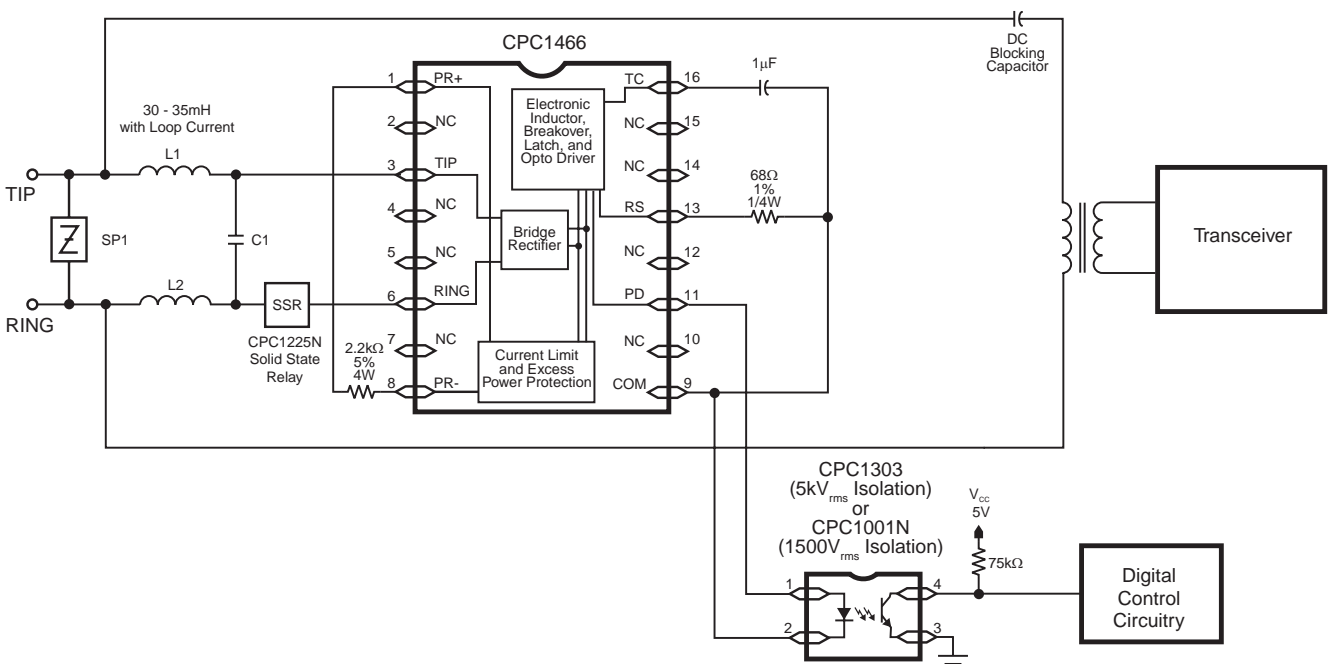 CPC1466
DC
Blocking
Capacitor
30 - 35mH
with Loop Current
L1
TIP
SP1
C1
L2
RING
SSR
CPC1225N
Solid State
Relay
2.2kΩ
5%
4W
1
PR+
2
NC
3
TIP
4
NC
5
NC
6
RING
7
NC
8
PR-
Electronic
Inductor,
Breakover,
Latch, and
Opto Driver
Bridge
Rectifier
Current Limit
and Excess
Power Protection
TC
16
NC
15
NC
14
RS
13
NC
12
PD
11
NC
10
COM
9
1μF
68Ω
1%
1/4W
Transceiver
CPC1303
(5kVrms Isolation)
or
CPC1001N
(1500Vrms Isolation)
1
2
4
3
Vcc
5V
75kΩ
Digital
Control
Circuitry